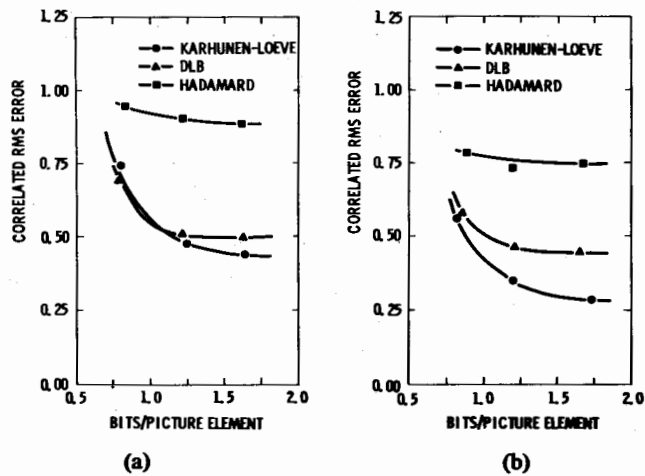 1.25
1.00
0.75
0.50
0.25
0.00
CORRELATED RMS ERROR
KARHUNEN-LOEVE
DLB
HADAMARD
0.5
1.0
1.5
2.0
BITS/PICTURE ELEMENT
(a)
1.25
1.00
0.75
0.50
0.25
0.00
CORRELATED RMS ERROR
KARHUNEN-LOEVE
DLB
HADAMARD
0.5
1.0
1.5
2.0
BITS/PICTURE ELEMENT
(b)